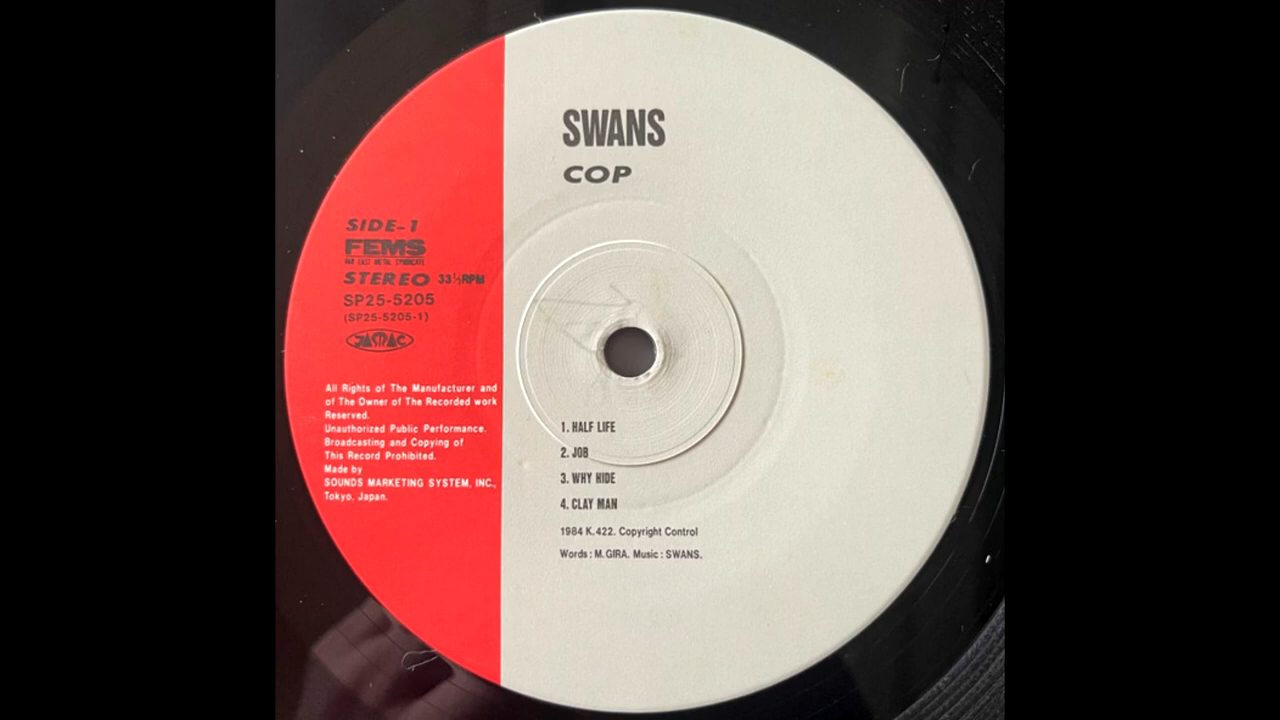 SWANS
COP
SIDE-1
FEMS
FAR EAST METAL SYNDICATE
STEREO 33⅓RPM
SP25-5205
(SP25-5205-1)
JASRAC
All Rights of The Manufacturer and
of The Owner of The Recorded work
Reserved.
Unauthorized Public Performance.
Broadcasting and Copying of
This Record Prohibited.
Made by
SOUNDS MARKETING SYSTEM, INC.,
Tokyo, Japan.
1. HALF LIFE
2. JOB
3. WHY HIDE
4. CLAY MAN
1984 K.422. Copyright Control
Words : M. GIRA. Music : SWANS.